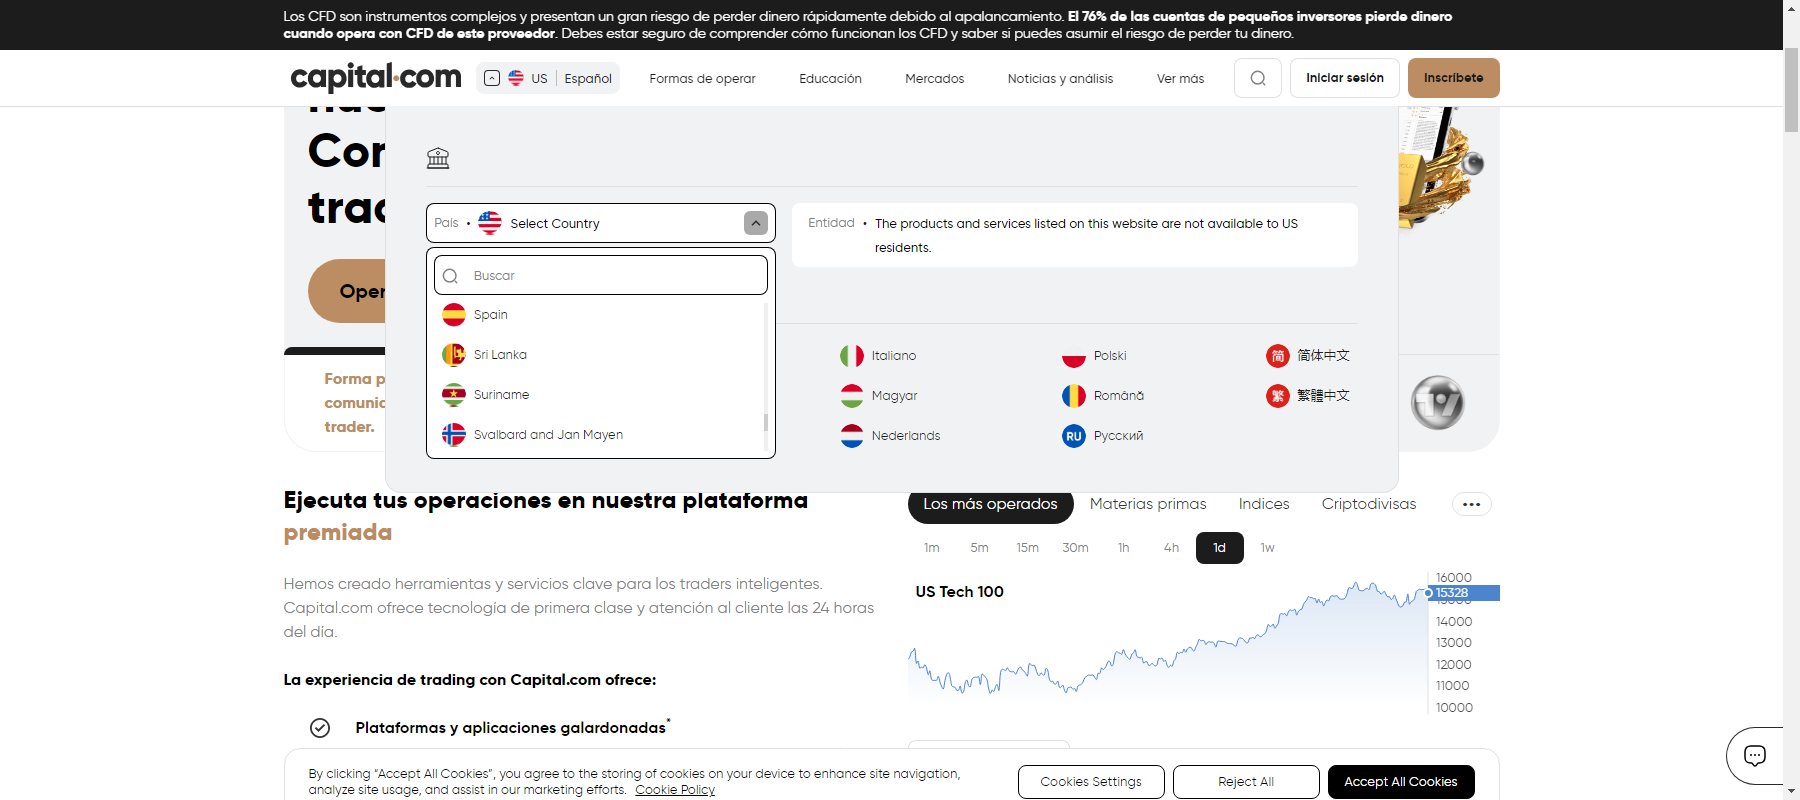 Los CFD son instrumentos complejos y presentan un gran riesgo de perder dinero rápidamente debido al apalancamiento. El 76% de las cuentas de pequeños inversores pierde dinero
cuando opera con CFD de este proveedor. Debes estar seguro de comprender cómo funcionan los CFD y saber si puedes asumir el riesgo de perder tu dinero.
capital.com
US Español
Formas de operar
Educación
Mercados
Noticias y análisis
Ver más
Iniciar sesión
Inscríbete
País • Select Country
Entidad • The products and services listed on this website are not available to US
residents.
Buscar
Spain
Sri Lanka
Suriname
Svalbard and Jan Mayen
Italiano
Polski
简 简体中文
Magyar
Română
繁 繁體中文
Nederlands
RU Русский
Forma p
comunic
trader.
Ejecuta tus operaciones en nuestra plataforma
premiada
Hemos creado herramientas y servicios clave para los traders inteligentes.
Capital.com ofrece tecnología de primera clase y atención al cliente las 24 horas
del día.
La experiencia de trading con Capital.com ofrece:
Plataformas y aplicaciones galardonadas*
Los más operados
Materias primas
Indices
Criptodivisas
1m 5m 15m 30m 1h 4h 1d 1w
US Tech 100
16000
15328
14000
13000
12000
11000
10000
By clicking “Accept All Cookies”, you agree to the storing of cookies on your device to enhance site navigation,
analyze site usage, and assist in our marketing efforts. Cookie Policy
Cookies Settings
Reject All
Accept All Cookies